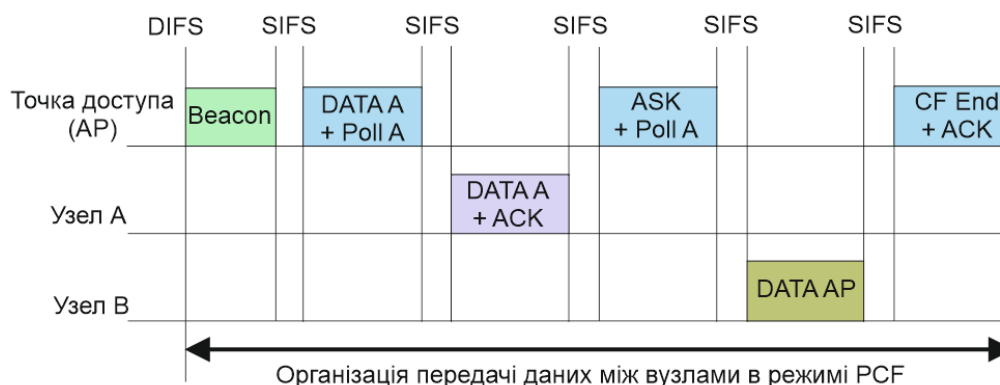 DIFS SIFS SIFS SIFS SIFS SIFS
Точка доступа
(AP)
Beacon
DATA A
+ Poll A
ASK
+ Poll A
CF End
+ ACK
Узел A
DATA A
+ ACK
Узел B
DATA AP
Організація передачі даних між вузлами в режимі PCF